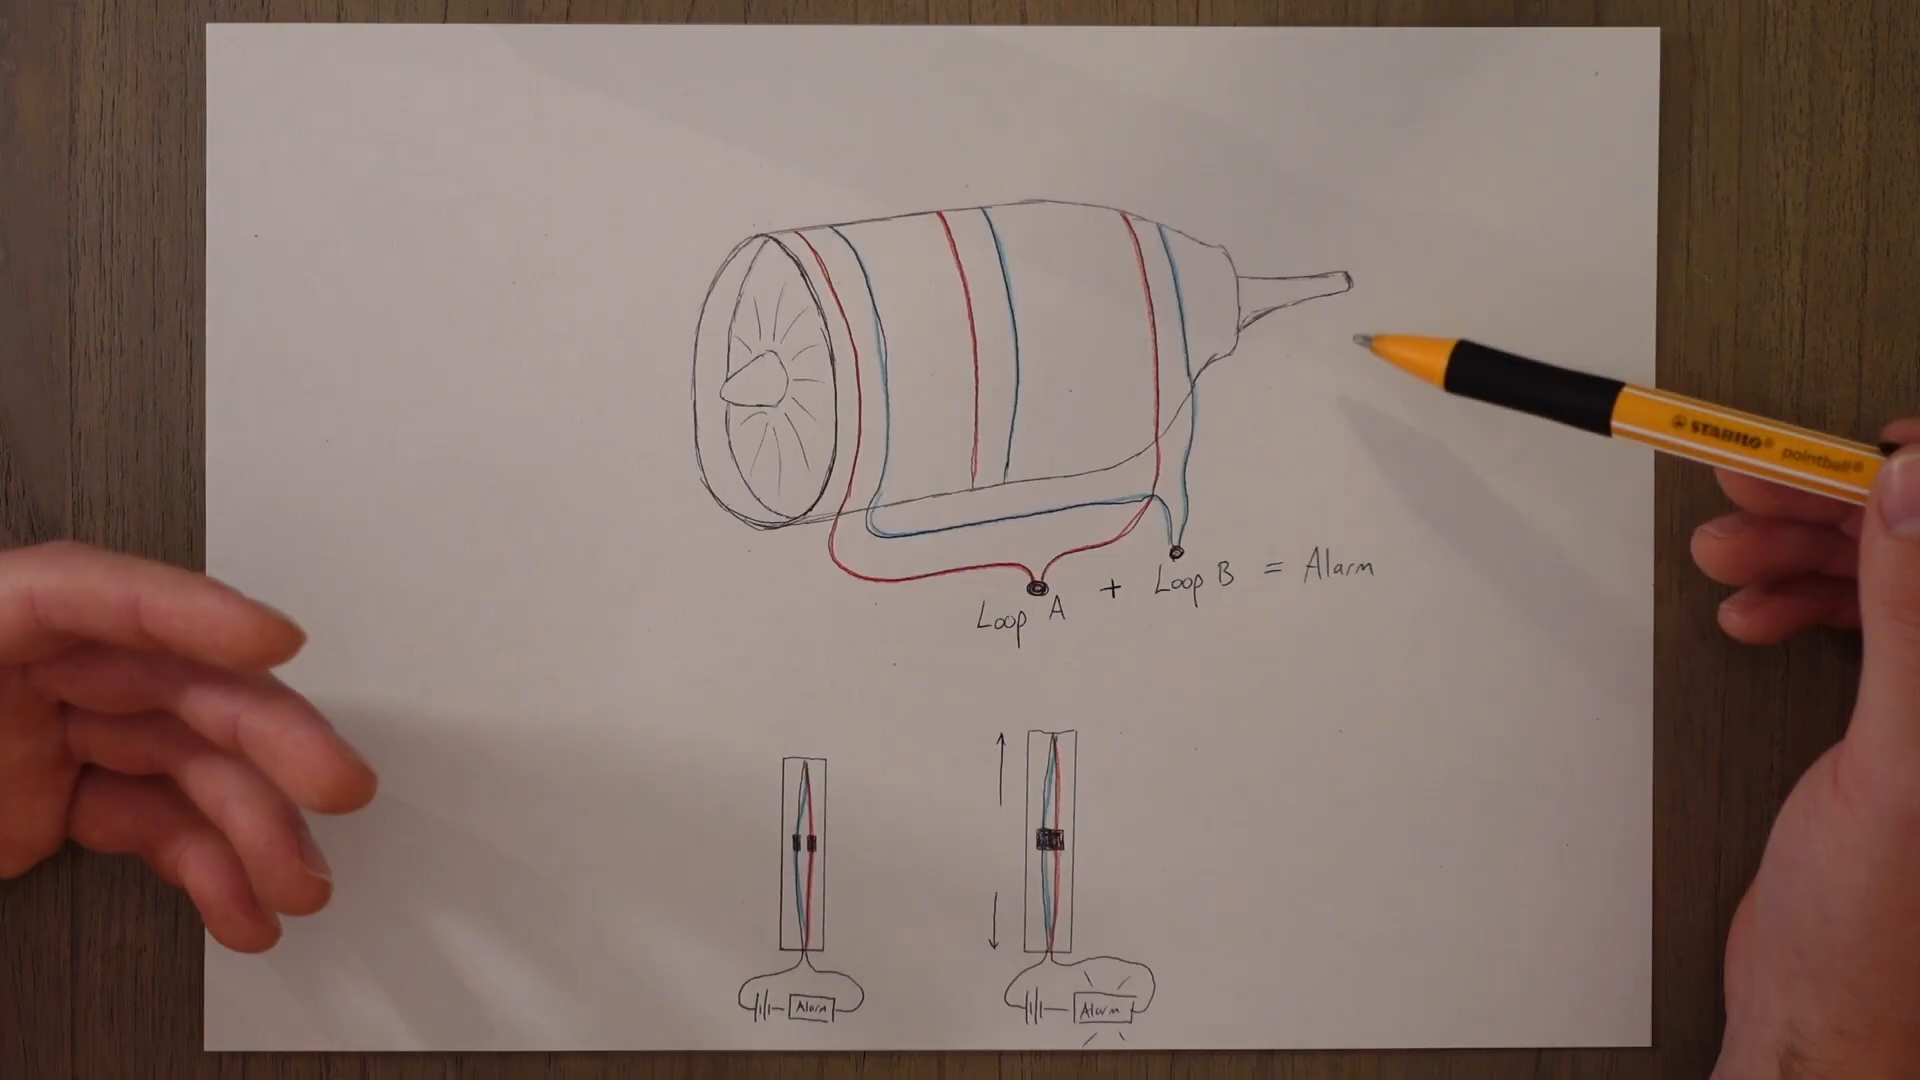 STABILO® pointball®
Loop A + Loop B = Alarm
Alarm
Alarm